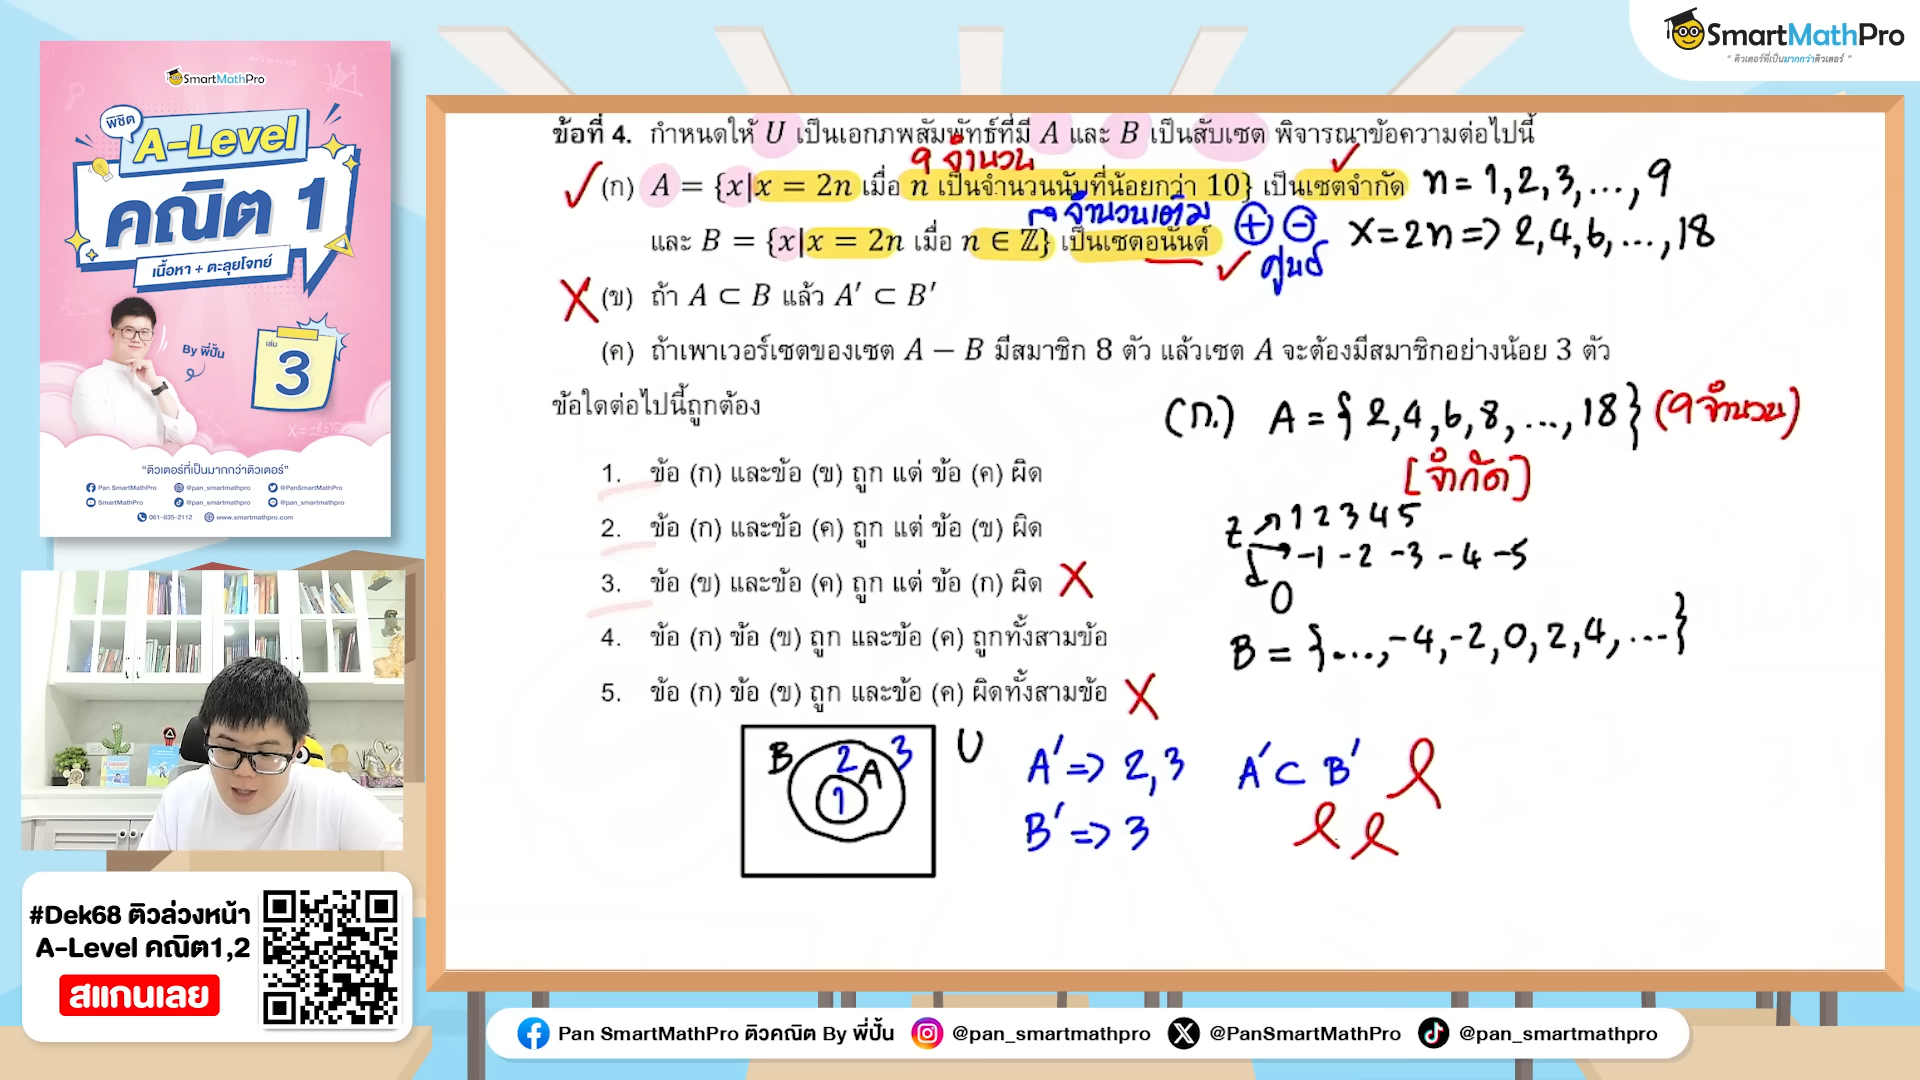 SmartMathPro
“ ติวเตอร์ที่เป็นมากกว่าติวเตอร์ ”
SmartMathPro
พิชิต
A-Level
คณิต 1
เนื้อหา + ตะลุยโจทย์
By พี่ปั้น
เล่ม
3
“ติวเตอร์ที่เป็นมากกว่าติวเตอร์”
Pan SmartMathPro @pan_smartmathpro @PanSmartMathPro
SmartMathPro @pan_smartmathpro @pan_smartmathpro
061-835-2112 www.smartmathpro.com
ข้อที่ 4. กำหนดให้ U เป็นเอกภพสัมพัทธ์ที่มี A และ B เป็นสับเซต พิจารณาข้อความต่อไปนี้
9 จำนวน
(ก) A = {x|x = 2n เมื่อ n เป็นจำนวนนับที่น้อยกว่า 10} เป็นเซตจำกัด n = 1, 2, 3, ..., 9
จำนวนเต็ม
และ B = {x|x = 2n เมื่อ n ∈ ℤ} เป็นเซตอนันต์ + - ศูนย์ x = 2n => 2, 4, 6, ..., 18
X (ข) ถ้า A ⊂ B แล้ว A′ ⊂ B′
(ค) ถ้าเพาเวอร์เซตของเซต A − B มีสมาชิก 8 ตัว แล้วเซต A จะต้องมีสมาชิกอย่างน้อย 3 ตัว
ข้อใดต่อไปนี้ถูกต้อง
(ก.) A = { 2, 4, 6, 8, ..., 18 } (9 จำนวน)
[จำกัด]
1. ข้อ (ก) และข้อ (ข) ถูก แต่ ข้อ (ค) ผิด
2. ข้อ (ก) และข้อ (ค) ถูก แต่ ข้อ (ข) ผิด
3. ข้อ (ข) และข้อ (ค) ถูก แต่ ข้อ (ก) ผิด X
4. ข้อ (ก) ข้อ (ข) ถูก และข้อ (ค) ถูกทั้งสามข้อ
5. ข้อ (ก) ข้อ (ข) ถูก และข้อ (ค) ผิดทั้งสามข้อ X
Z 1 2 3 4 5
-1 -2 -3 -4 -5
0
B = { ..., -4, -2, 0, 2, 4, ... }
B 2 3 A 1 U
A′ => 2, 3 A′ ⊂ B′
B′ => 3
#Dek68 ติวล่วงหน้า
A-Level คณิต1,2
สแกนเลย
Pan SmartMathPro ติวคณิต By พี่ปั้น @pan_smartmathpro @PanSmartMathPro @pan_smartmathpro